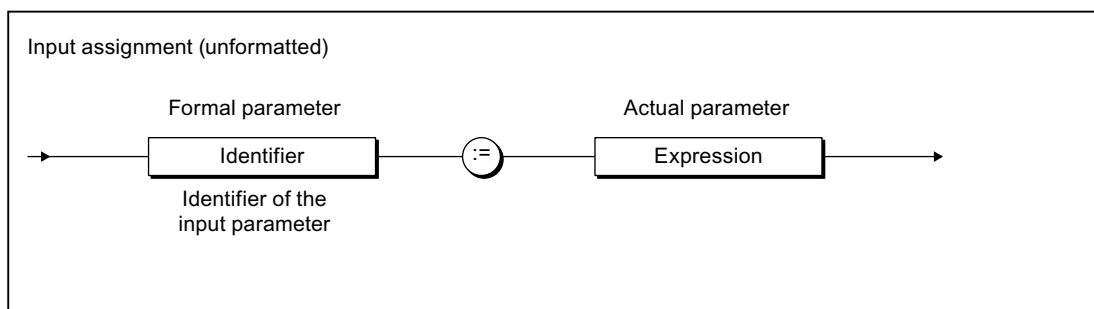 Input assignment (unformatted)
Formal parameter
Actual parameter
Identifier
:=
Expression
Identifier of the
input parameter